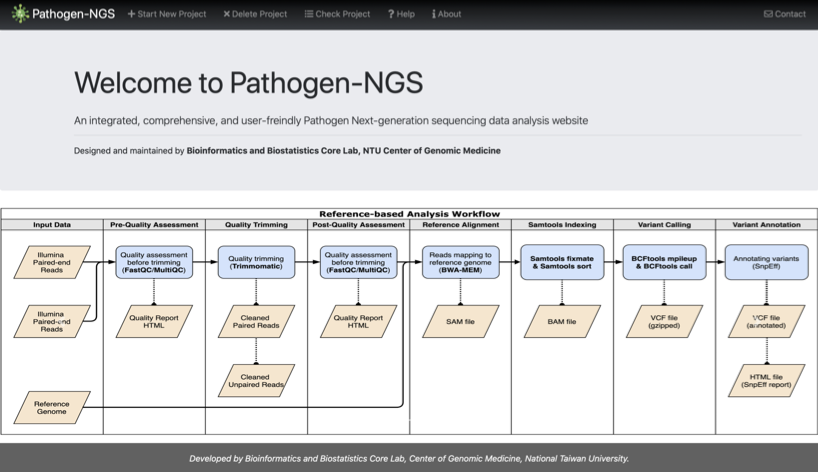 Pathogen-NGS
Start New Project
Delete Project
Check Project
Help
About
Contact
Welcome to Pathogen-NGS
An integrated, comprehensive, and user-freindly Pathogen Next-generation sequencing data analysis website
Designed and maintained by Bioinformatics and Biostatistics Core Lab, NTU Center of Genomic Medicine
Reference-based Analysis Workflow
Input Data
Pre-Quality Assessment
Quality Trimming
Post-Quality Assessment
Reference Alignment
Samtools Indexing
Variant Calling
Variant Annotation
Illumina
Paired-end
Reads
Quality assessment
before trimming
(FastQC/MultiQC)
Quality trimming
(Trimmomatic)
Quality assessment
before trimming
(FastQC/MultiQC)
Reads mapping to
reference genome
(BWA-MEM)
Samtools fixmate
& Samtools sort
BCFtools mpileup
& BCFtools call
Annotating variants
(SnpEff)
Illumina
Paired-end
Reads
Quality Report
HTML
Cleaned
Paired Reads
Quality Report
HTML
SAM file
BAM file
VCF file
(gzipped)
VCF file
(annotated)
Cleaned
Unpaired Reads
HTML file
(SnpEff report)
Reference
Genome
Developed by Bioinformatics and Biostatistics Core Lab, Center of Genomic Medicine, National Taiwan University.